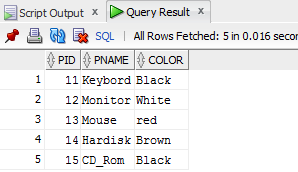 Script Output × Query Result ×
SQL | All Rows Fetched: 5 in 0.016 secor
PID PNAME COLOR
1 11 Keybord Black
2 12 Monitor White
3 13 Mouse red
4 14 Hardisk Brown
5 15 CD_Rom Black